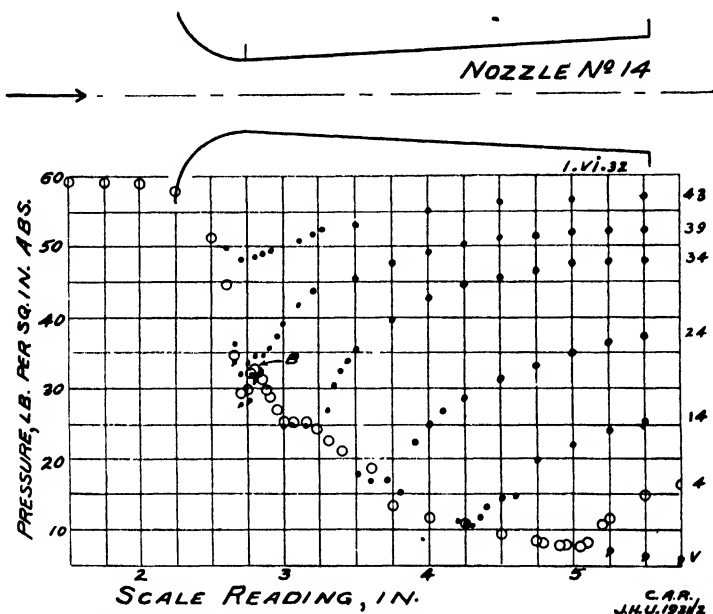 NOZZLE Nº 14
1.vi.32
PRESSURE, LB. PER SQ. IN. ABS.
60
50
40
30
20
10
43
39
34
24
14
4
V
B
2
3
4
5
SCALE READING, IN.
C.A.R.